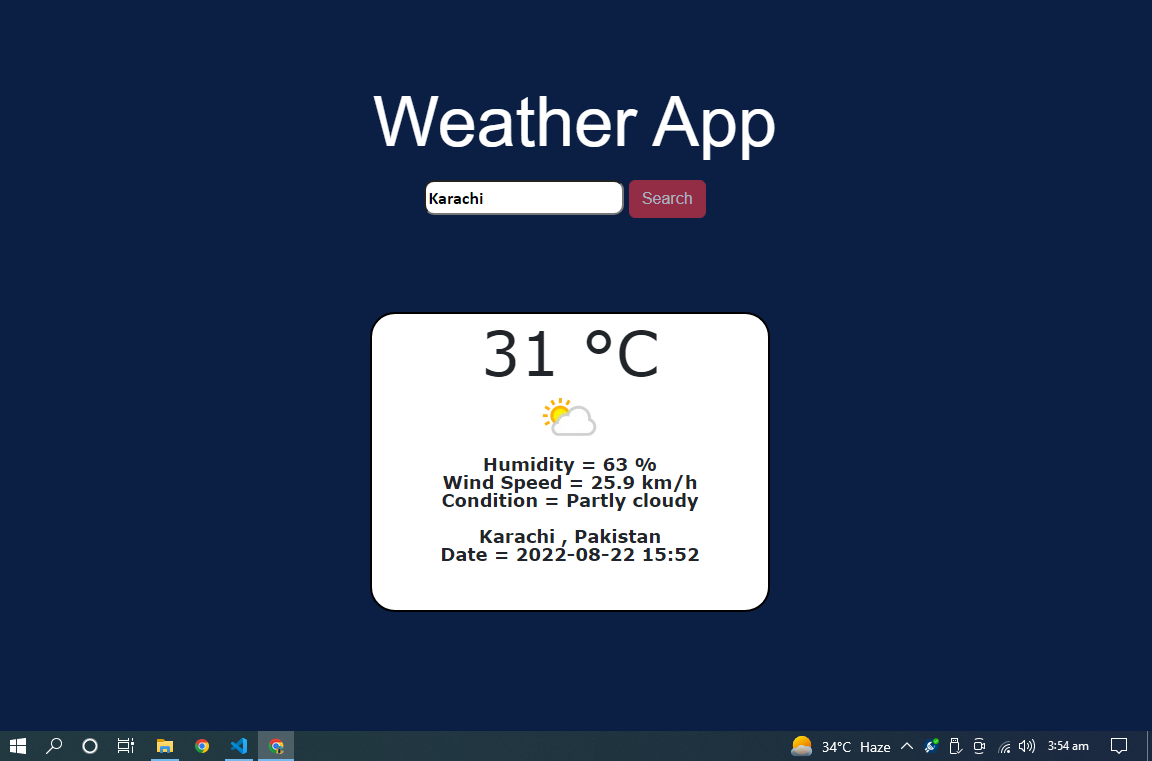 Weather App
Karachi
Search
31 °C
Humidity = 63 %
Wind Speed = 25.9 km/h
Condition = Partly cloudy
Karachi , Pakistan
Date = 2022-08-22 15:52
34°C Haze
3:54 am